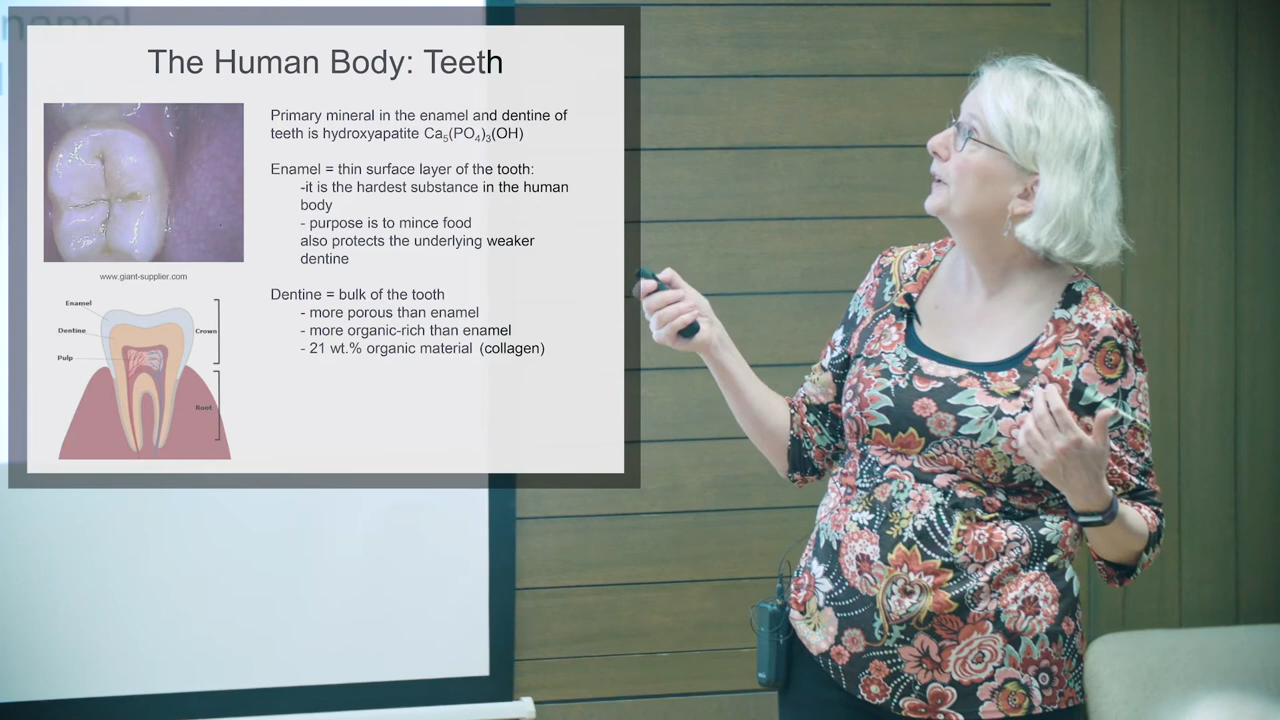 namel
The Human Body: Teeth
Primary mineral in the enamel and dentine of
teeth is hydroxyapatite Ca₅(PO₄)₃(OH)
Enamel = thin surface layer of the tooth:
-it is the hardest substance in the human
body
- purpose is to mince food
also protects the underlying weaker
dentine
Dentine = bulk of the tooth
- more porous than enamel
- more organic-rich than enamel
- 21 wt.% organic material (collagen)
www.giant-supplier.com
Enamel
Dentine
Pulp
Crown
Root